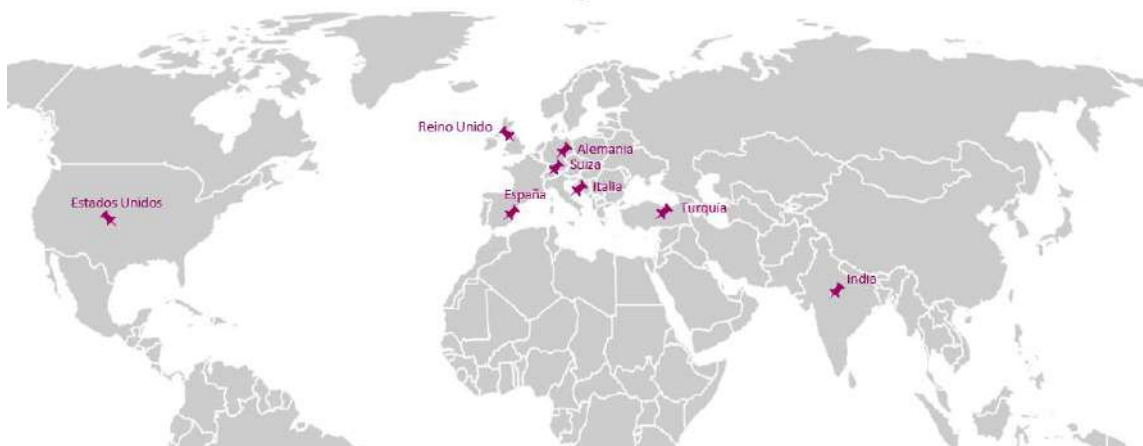 Reino Unido
Alemania
Suiza
España
Italia
Estados Unidos
Turquía
India